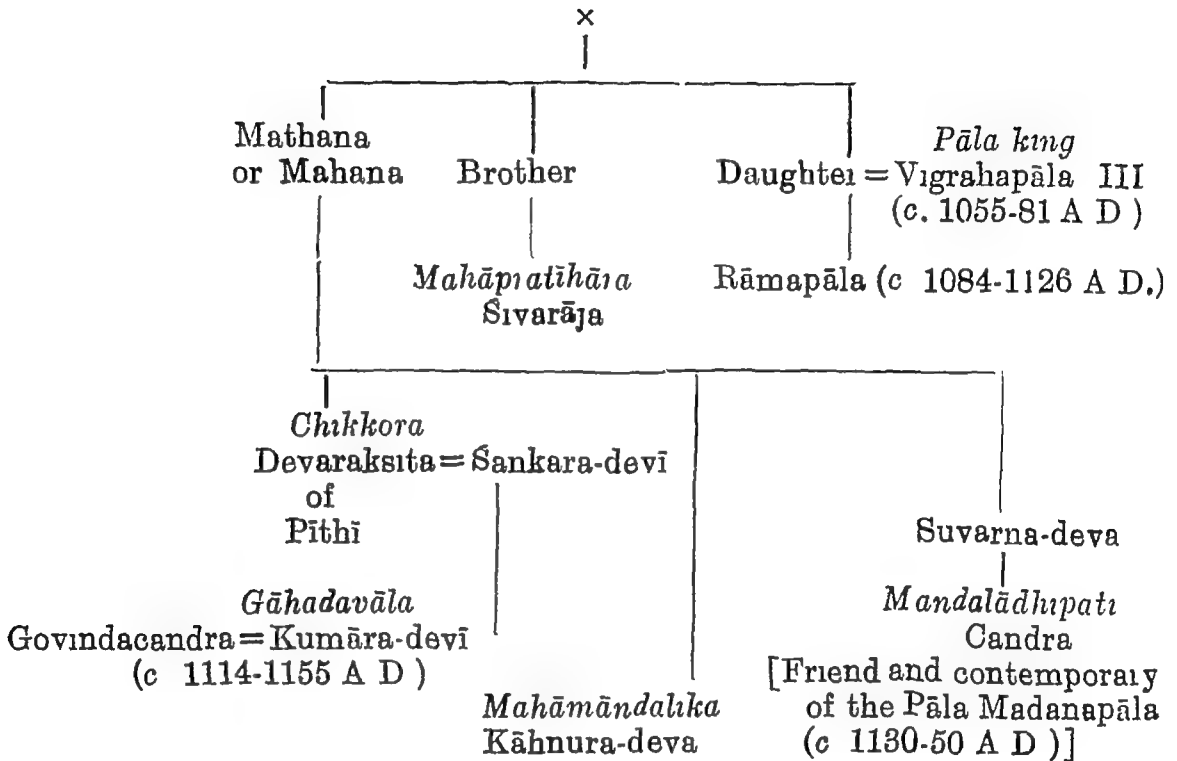 ×
Mathana
or Mahana
Brother
Pāla king
Daughter = Vigrahapāla III
(c. 1055-81 A D )
Mahāpratīhāra
Śivarāja
Rāmapāla (c 1084-1126 A D.)
Chikkora
Devaraksita = Śankara-devī
of
Pīthī
Suvarna-deva
Gāhadavāla
Govindacandra = Kumāra-devī
(c 1114-1155 A D )
Mandalādhipati
Candra
[Friend and contemporary
of the Pāla Madanapāla
(c 1130-50 A D )]
Mahāmāndalika
Kāhnura-deva